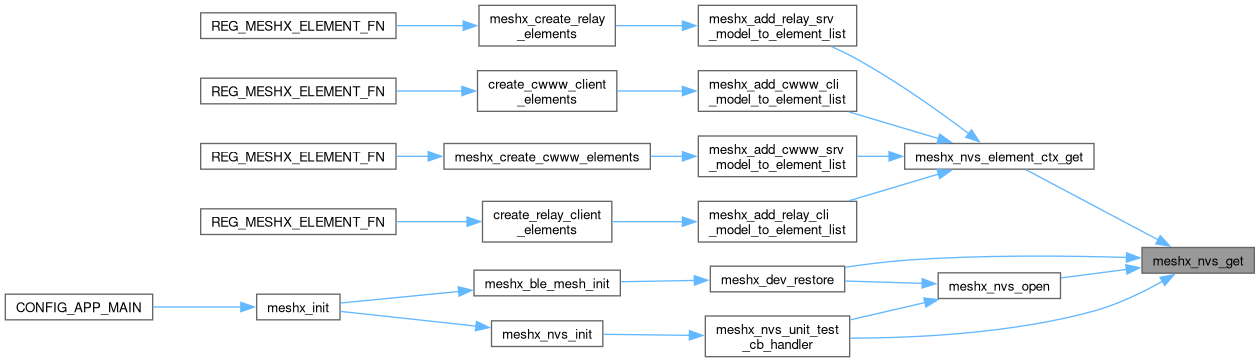 REG_MESHX_ELEMENT_FN
meshx_create_relay
_elements
meshx_add_relay_srv
_model_to_element_list
REG_MESHX_ELEMENT_FN
create_cwww_client
_elements
meshx_add_cwww_cli
_model_to_element_list
REG_MESHX_ELEMENT_FN
meshx_create_cwww_elements
meshx_add_cwww_srv
_model_to_element_list
meshx_nvs_element_ctx_get
REG_MESHX_ELEMENT_FN
create_relay_client
_elements
meshx_add_relay_cli
_model_to_element_list
meshx_nvs_get
meshx_ble_mesh_init
meshx_dev_restore
meshx_nvs_open
CONFIG_APP_MAIN
meshx_init
meshx_nvs_init
meshx_nvs_unit_test
_cb_handler